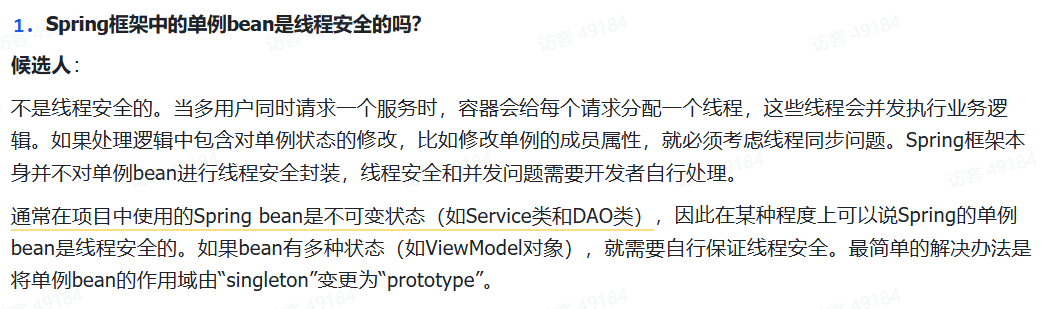 1. Spring框架中的单例bean是线程安全的吗？
候选人：
不是线程安全的。当多用户同时请求一个服务时，容器会给每个请求分配一个线程，这些线程会并发执行业务逻
辑。如果处理逻辑中包含对单例状态的修改，比如修改单例的成员属性，就必须考虑线程同步问题。Spring框架本
身并不对单例bean进行线程安全封装，线程安全和并发问题需要开发者自行处理。
通常在项目中使用的Spring bean是不可变状态（如Service类和DAO类），因此在某种程度上可以说Spring的单例
bean是线程安全的。如果bean有多种状态（如ViewModel对象），就需要自行保证线程安全。最简单的解决办法是
将单例bean的作用域由“singleton”变更为“prototype”。
访客 49184
访客 49184
访客 49184